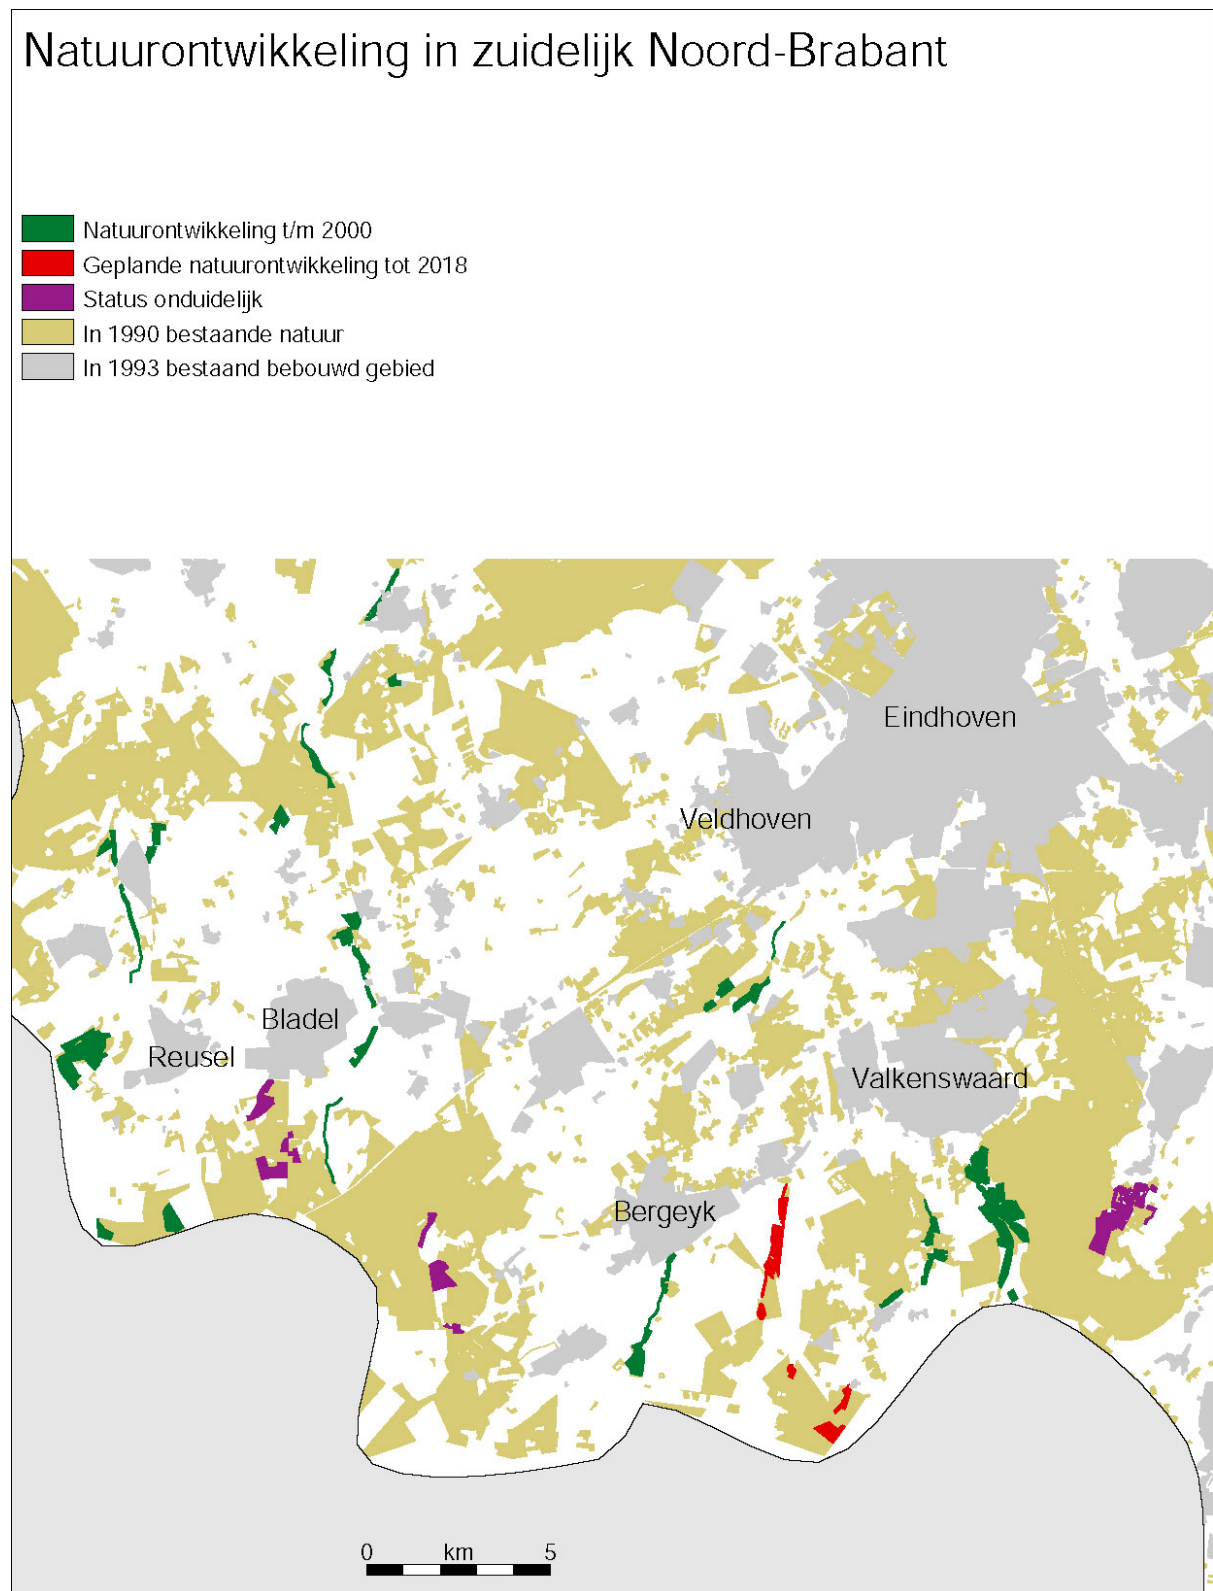 Natuurontwikkeling in zuidelijk Noord-Brabant
Natuurontwikkeling t/m 2000
Geplande natuurontwikkeling tot 2018
Status onduidelijk
In 1990 bestaande natuur
In 1993 bestaand bebouwd gebied
Eindhoven
Veldhoven
Bladel
Reusel
Valkenswaard
Bergeyk
0 km 5